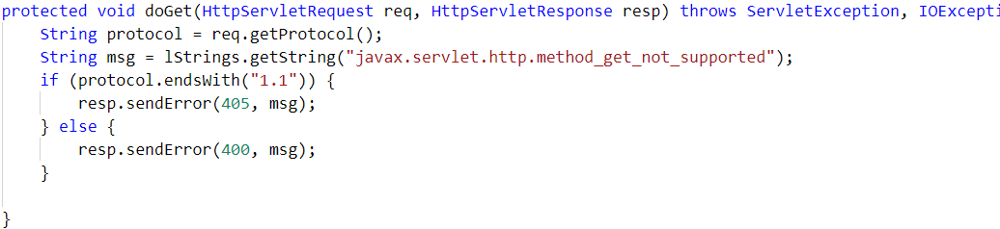 protected void doGet(HttpServletRequest req, HttpServletResponse resp) throws ServletException, IOExcepti
String protocol = req.getProtocol();
String msg = lStrings.getString("javax.servlet.http.method_get_not_supported");
if (protocol.endsWith("1.1")) {
resp.sendError(405, msg);
} else {
resp.sendError(400, msg);
}
}